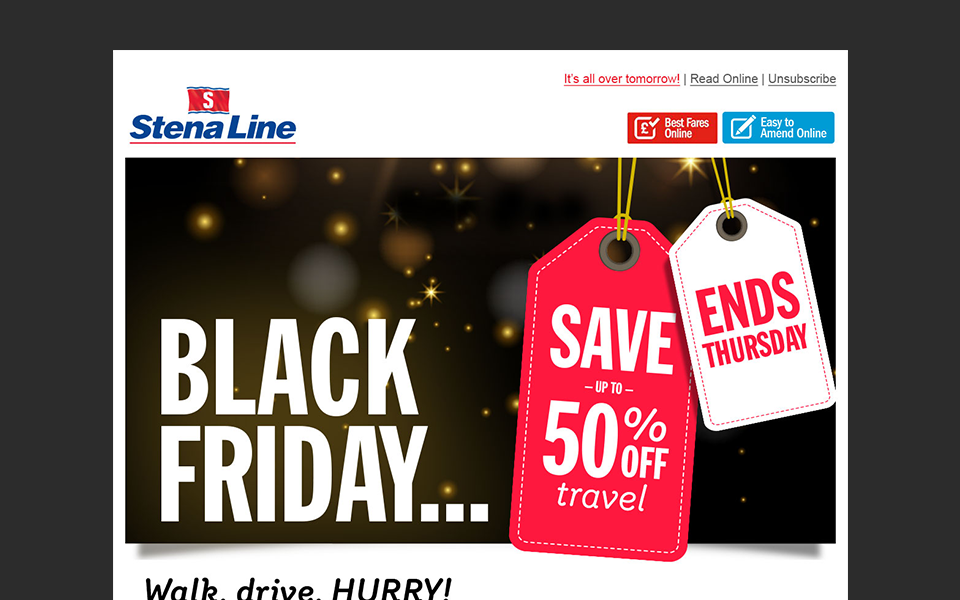 It's all over tomorrow! | Read Online | Unsubscribe
S
Stena Line
£ Best Fares
Online
Easy to
Amend Online
BLACK
FRIDAY...
SAVE
– UP TO –
50%
OFF
travel
ENDS
THURSDAY
Walk, drive, HURRY!